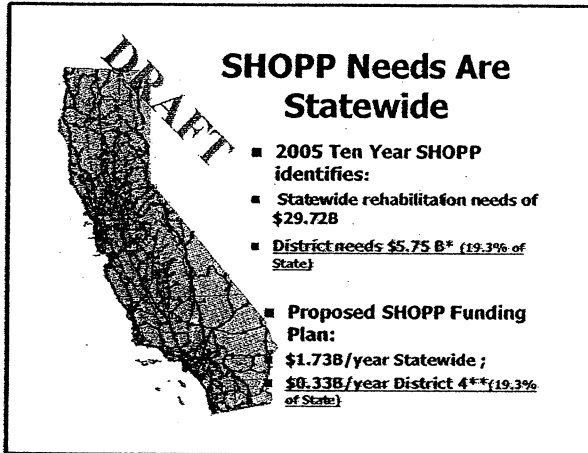 DRAFT
SHOPP Needs Are
Statewide
▪ 2005 Ten Year SHOPP
identifies:
▪ Statewide rehabilitation needs of
$29.72B
▪ District needs $5.75 B* (19.3% of
State)
▪ Proposed SHOPP Funding
Plan:
▪ $1.73B/year Statewide ;
▪ $0.33B/year District 4**(19.3%
of State)